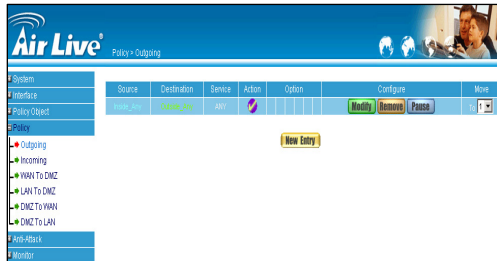 Air Live®
Policy > Outgoing
System
Interface
Policy Object
Policy
Outgoing
Incoming
WAN To DMZ
LAN To DMZ
DMZ To WAN
DMZ To LAN
Anti-Attack
Monitor
Source Destination Service Action Option Configure Move
Inside_Any Outside_Any ANY Modify Remove Pause To 1
New Entry